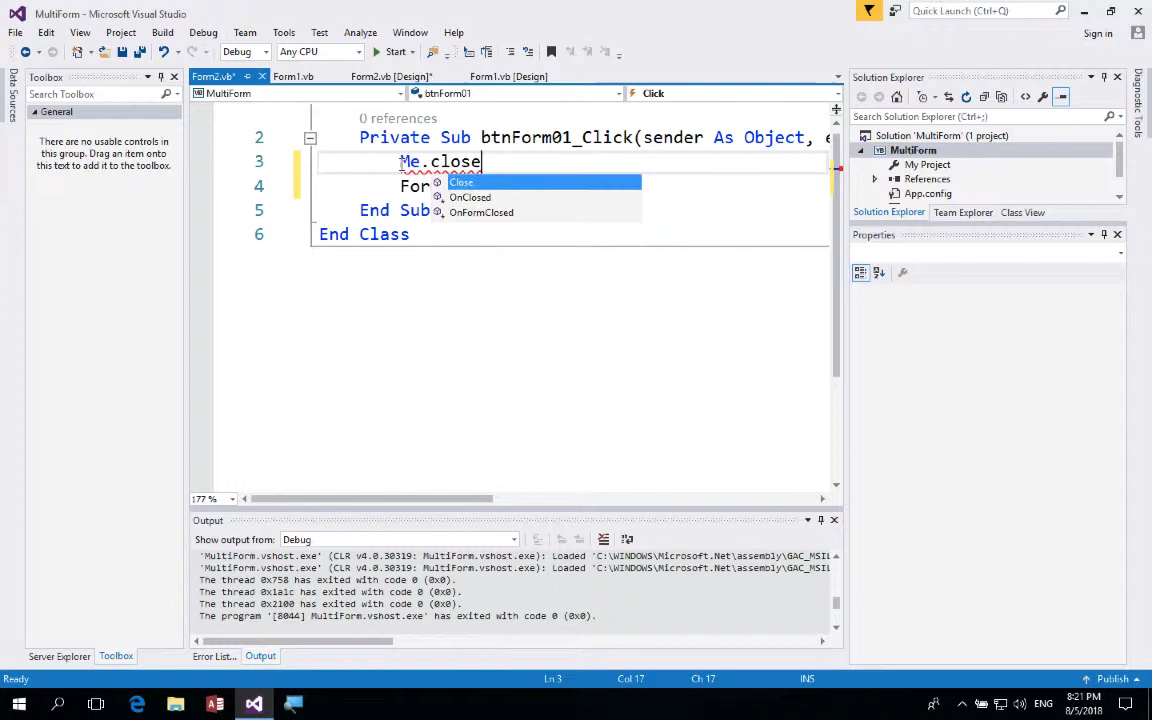 MultiForm - Microsoft Visual Studio
Quick Launch (Ctrl+Q)
File Edit View Project Build Debug Team Tools Test Analyze Window Help
Sign in
Debug Any CPU Start
Data Sources
Toolbox
Search Toolbox
General
There are no usable controls in
this group. Drag an item onto
this text to add it to the toolbox.
Form2.vb* Form1.vb Form2.vb [Design]* Form1.vb [Design]
MultiForm btnForm01 Click
0 references
2 Private Sub btnForm01_Click(sender As Object, e
3 Me.close
4 For
5 End Sub
6 End Class
Close
OnClosed
OnFormClosed
177 %
Output
Show output from: Debug
'MultiForm.vshost.exe' (CLR v4.0.30319: MultiForm.vshost.exe): Loaded 'C:\WINDOWS\Microsoft.Net\assembly\GAC_MSIL
'MultiForm.vshost.exe' (CLR v4.0.30319: MultiForm.vshost.exe): Loaded 'C:\WINDOWS\Microsoft.Net\assembly\GAC_MSIL
The thread 0x758 has exited with code 0 (0x0).
The thread 0x1a1c has exited with code 0 (0x0).
The thread 0x2100 has exited with code 0 (0x0).
The program '[8044] MultiForm.vshost.exe' has exited with code 0 (0x0).
Server Explorer Toolbox
Error List... Output
Solution Explorer
Search Solution Explorer (Ctrl+;)
Solution 'MultiForm' (1 project)
MultiForm
My Project
References
App.config
Solution Explorer Team Explorer Class View
Properties
Diagnostic Tools
Ready Ln 3 Col 17 Ch 17 INS Publish
ENG
8:21 PM
8/5/2018